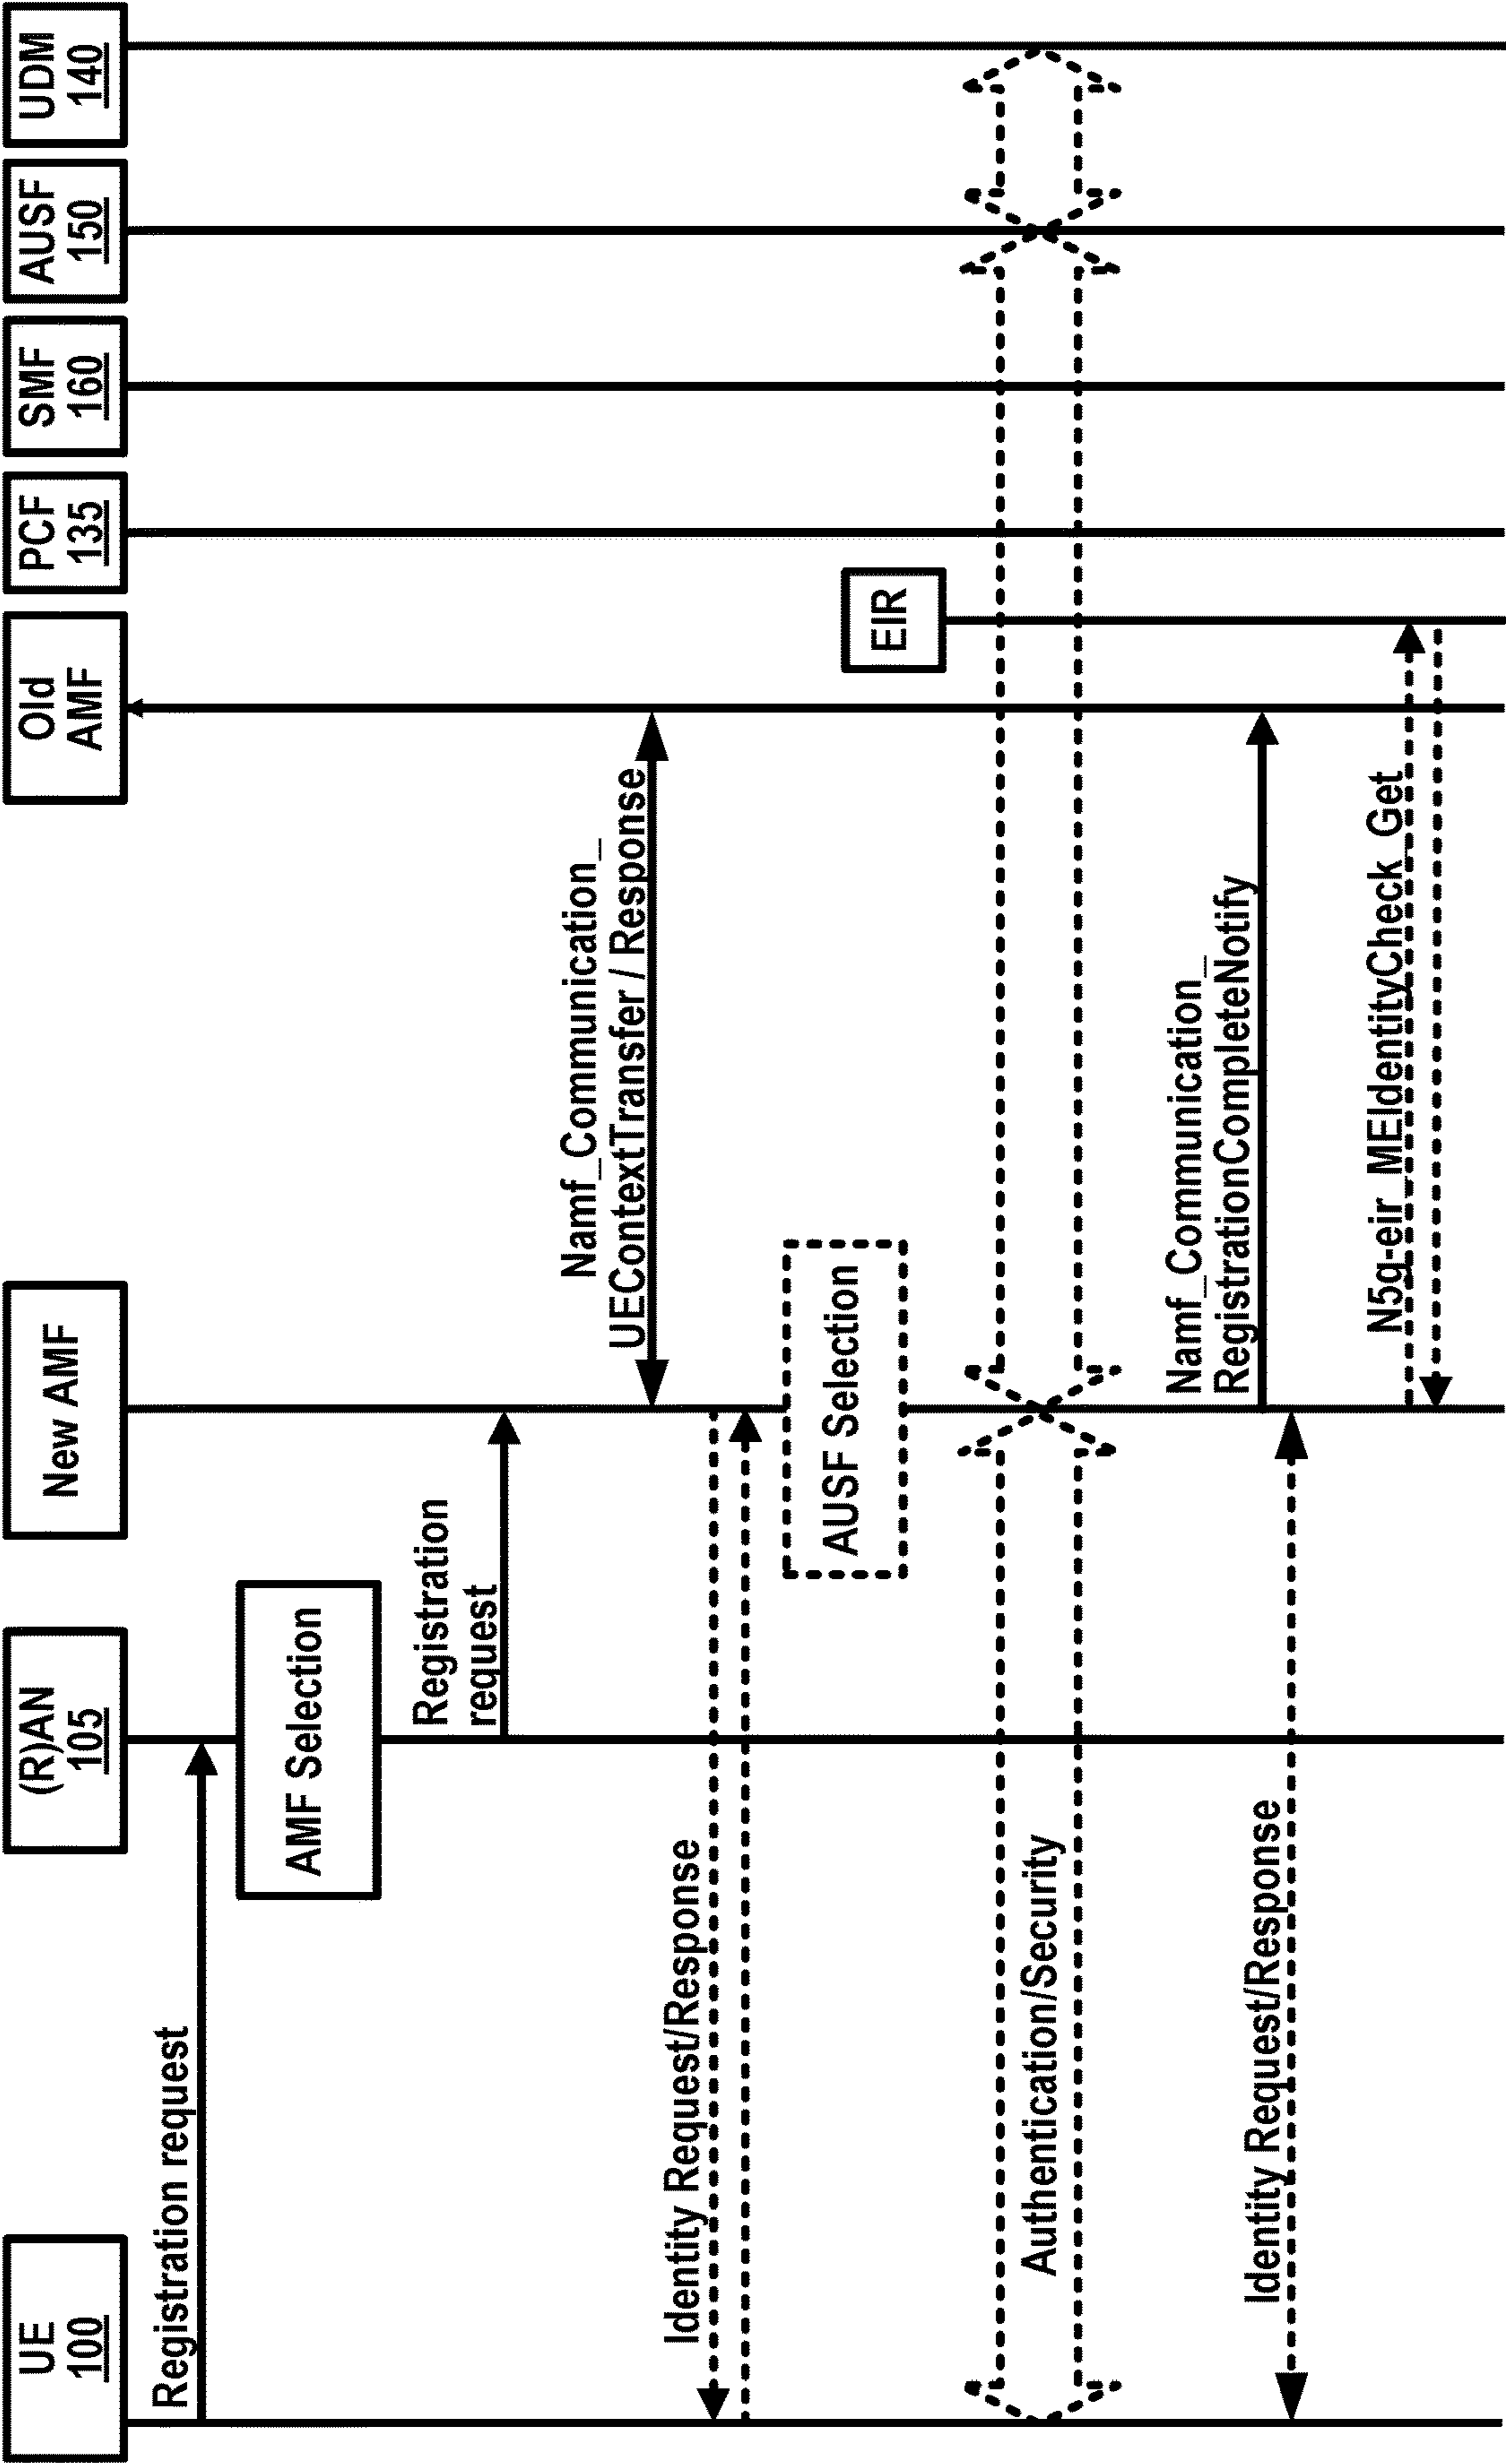 UE
100
(R)AN
105
New AMF
Old
AMF
PCF
135
SMF
160
AUSF
150
UDM
140
Registration request
AMF Selection
Registration
request
Namf_Communication_
UEContextTransfer / Response
Identity Request/Response
AUSF Selection
EIR
Authentication/Security
Namf_Communication_
RegistrationCompleteNotify
Identity Request/Response
N5g-eir_MEIdentityCheck_Get